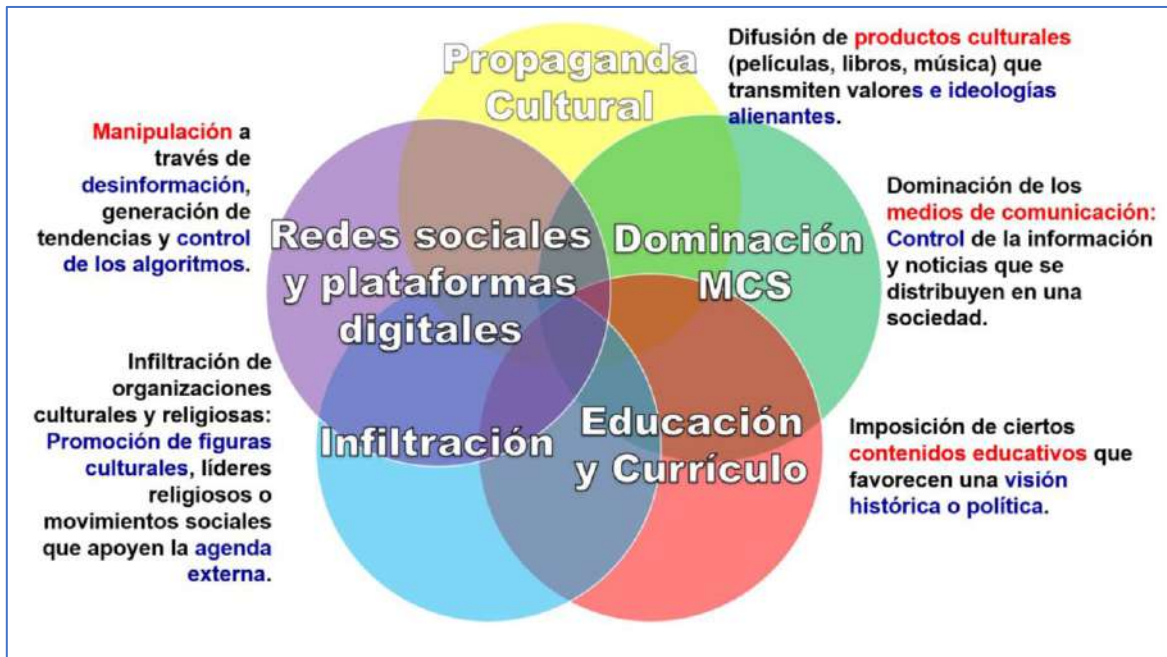 Propaganda
Cultural
Difusión de productos culturales
(películas, libros, música) que
transmiten valores e ideologías
alienantes.
Manipulación a
través de
desinformación,
generación de
tendencias y control
de los algoritmos.
Redes sociales
y plataformas
digitales
Dominación
MCS
Dominación de los
medios de comunicación:
Control de la información
y noticias que se
distribuyen en una
sociedad.
Infiltración de
organizaciones
culturales y religiosas:
Promoción de figuras
culturales, líderes
religiosos o
movimientos sociales
que apoyen la agenda
externa.
Infiltración
Educación
y Currículo
Imposición de ciertos
contenidos educativos que
favorecen una visión
histórica o política.